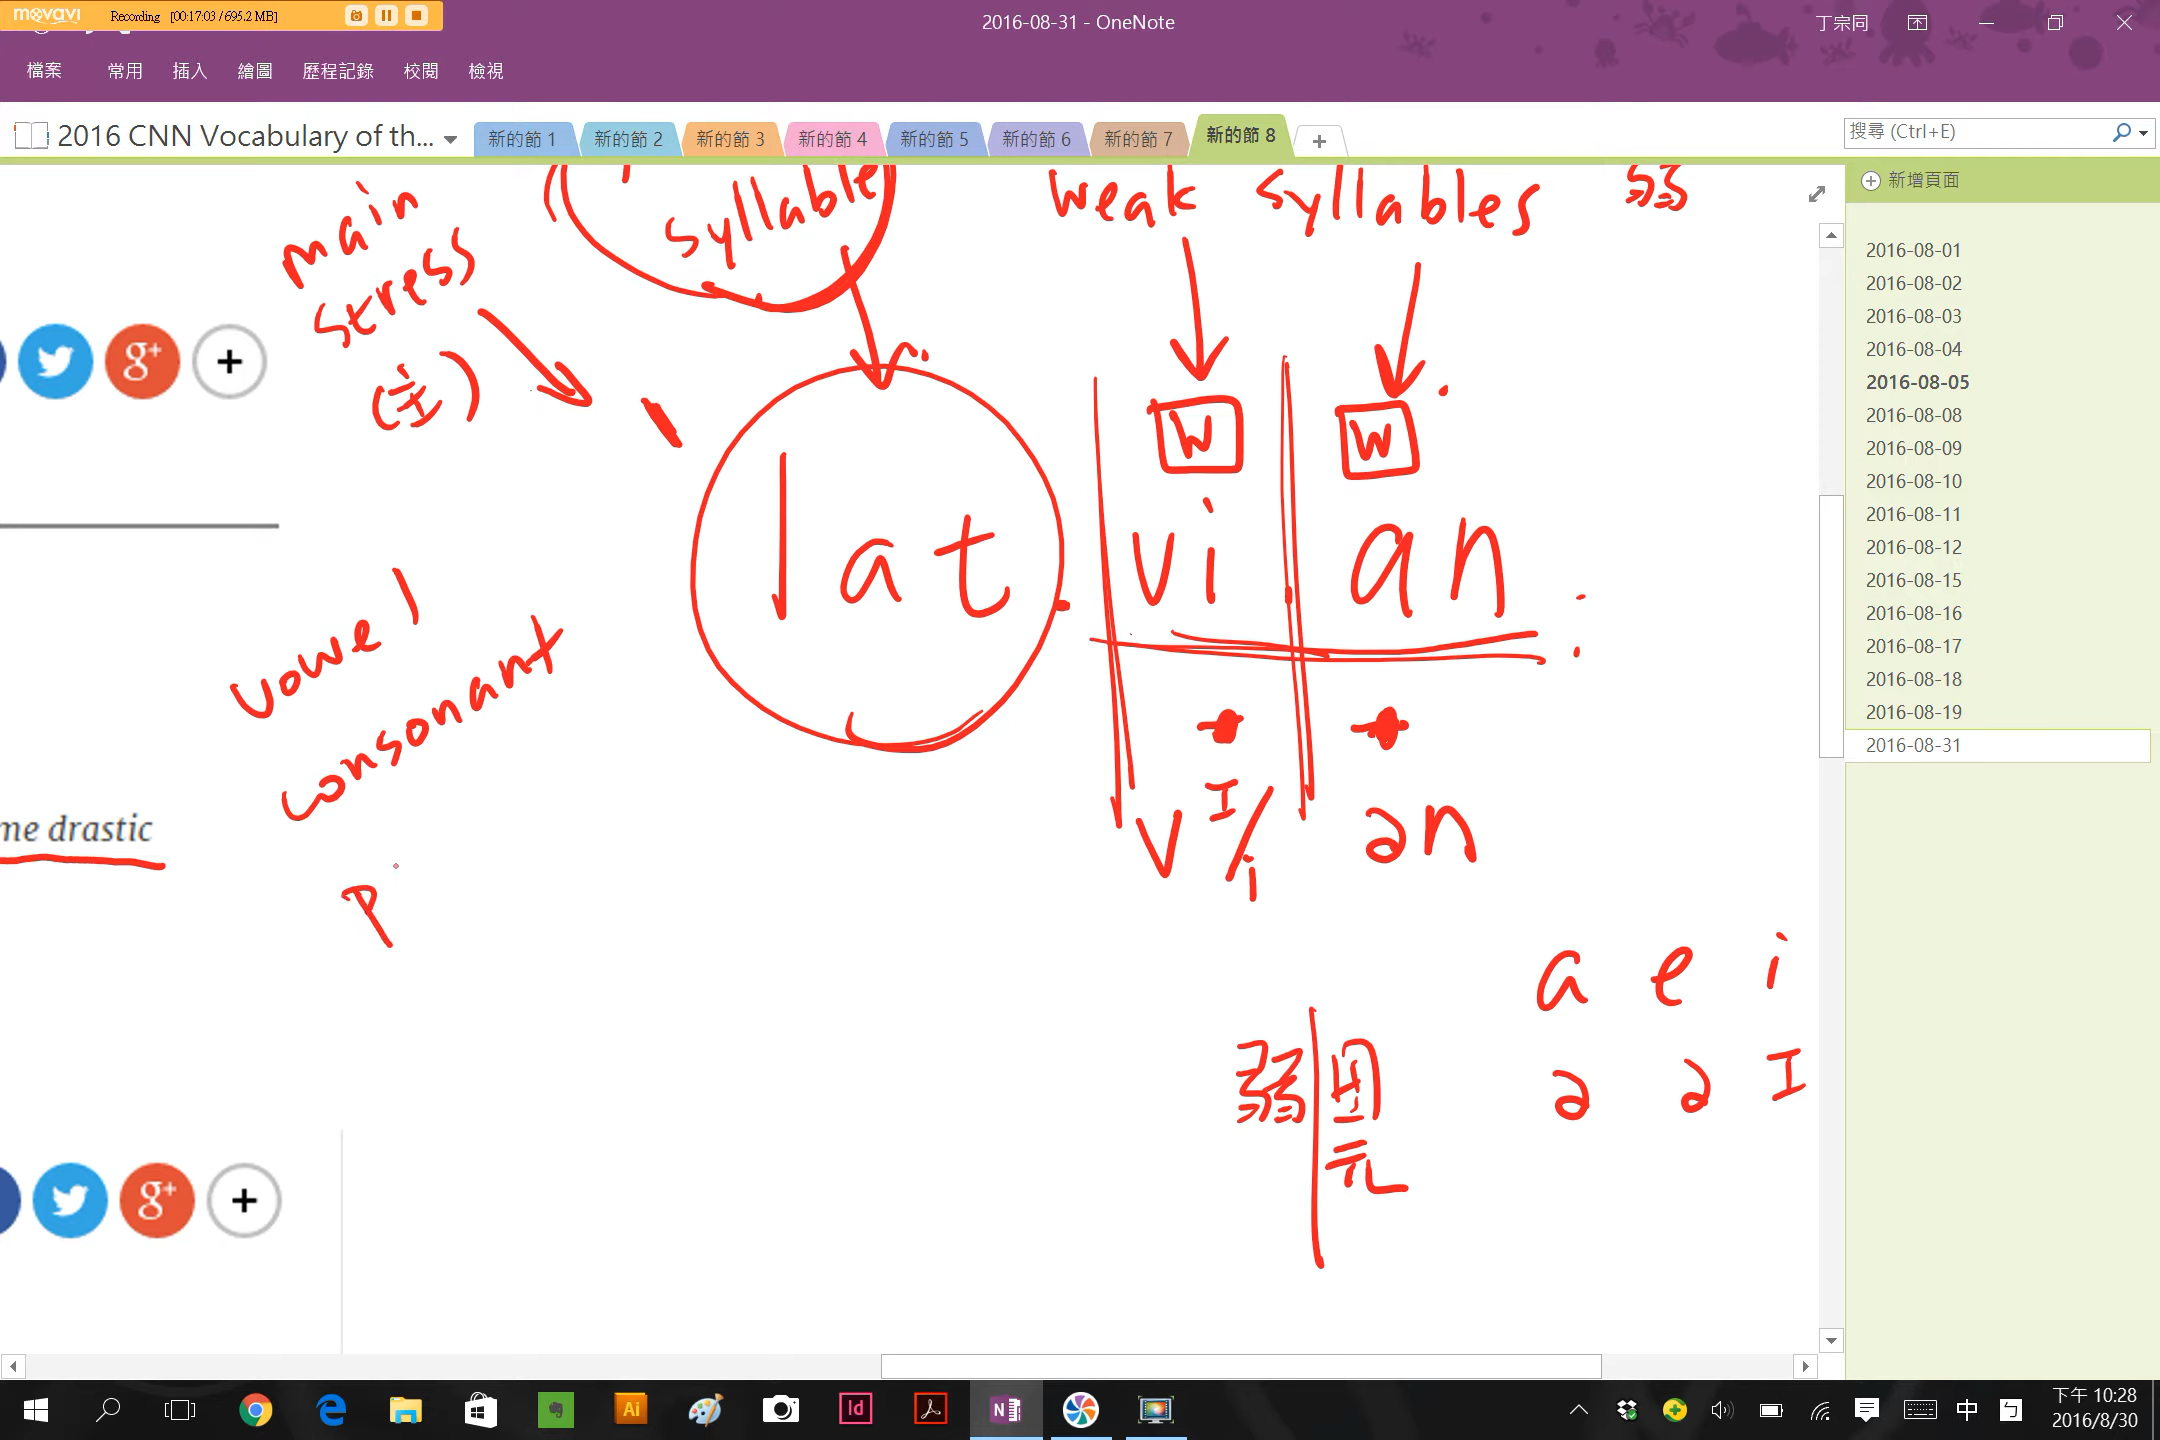 movavi Recording [00:17:03 / 695.2 MB]
2016-08-31 - OneNote
丁宗同
檔案 常用 插入 繪圖 歷程記錄 校閱 檢視
2016 CNN Vocabulary of th...
新的節 1 新的節 2 新的節 3 新的節 4 新的節 5 新的節 6 新的節 7 新的節 8 +
搜尋 (Ctrl+E)
新增頁面
2016-08-01
2016-08-02
2016-08-03
2016-08-04
2016-08-05
2016-08-08
2016-08-09
2016-08-10
2016-08-11
2016-08-12
2016-08-15
2016-08-16
2016-08-17
2016-08-18
2016-08-19
2016-08-31
main
stress
(主)
syllable
weak syllables 弱
W W
lat. vi. an
vowel
consonant
P
v I/i ən
me drastic
a e i
ə ə I
弱 母
元
g+
g+
Ai
Id
N
中
ㄅ
下午 10:28
2016/8/30